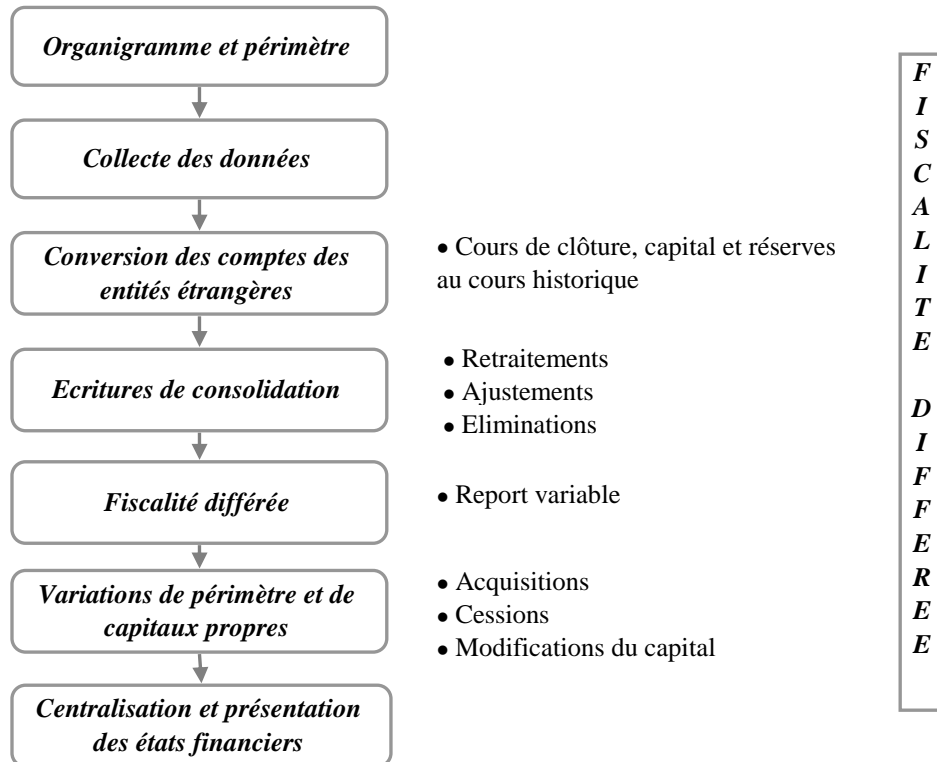 Organigramme et périmètre
Collecte des données
Conversion des comptes des
entités étrangères
• Cours de clôture, capital et réserves
au cours historique
Ecritures de consolidation
• Retraitements
• Ajustements
• Eliminations
Fiscalité différée
• Report variable
Variations de périmètre et de
capitaux propres
• Acquisitions
• Cessions
• Modifications du capital
Centralisation et présentation
des états financiers
F
I
S
C
A
L
I
T
E
D
I
F
F
E
R
E
E